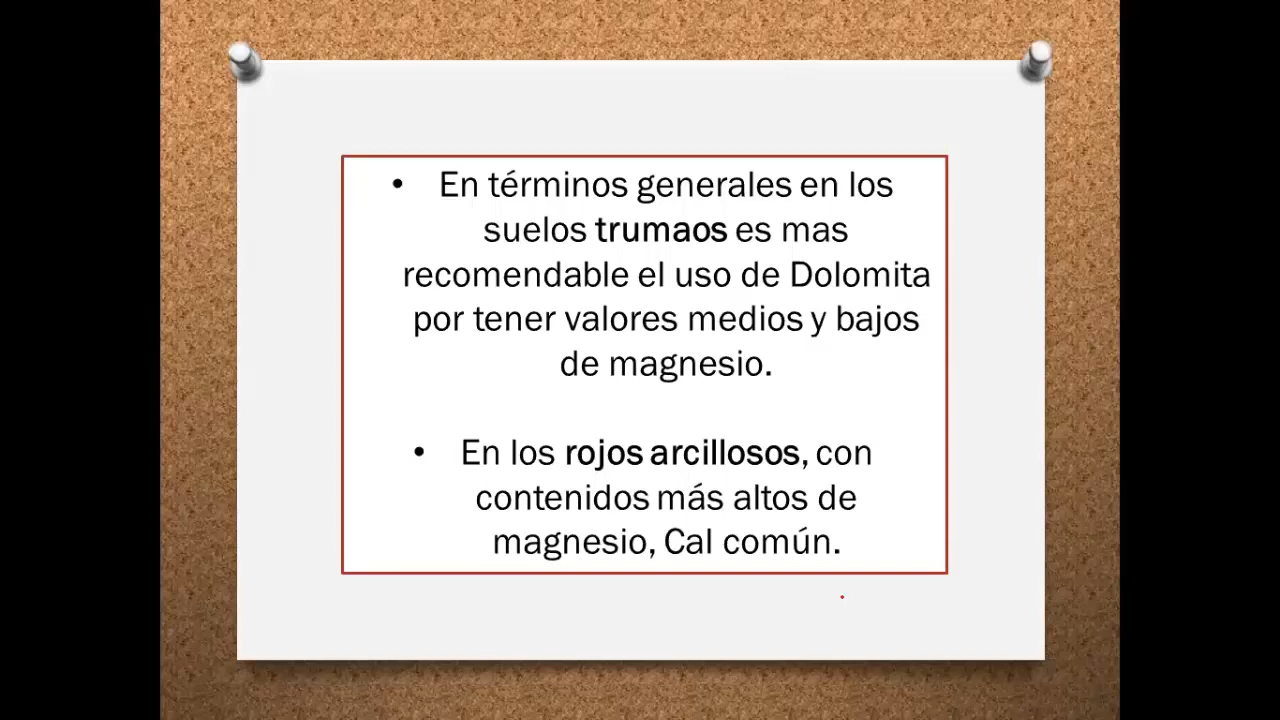 • En términos generales en los
suelos trumaos es mas
recomendable el uso de Dolomita
por tener valores medios y bajos
de magnesio.
• En los rojos arcillosos, con
contenidos más altos de
magnesio, Cal común.